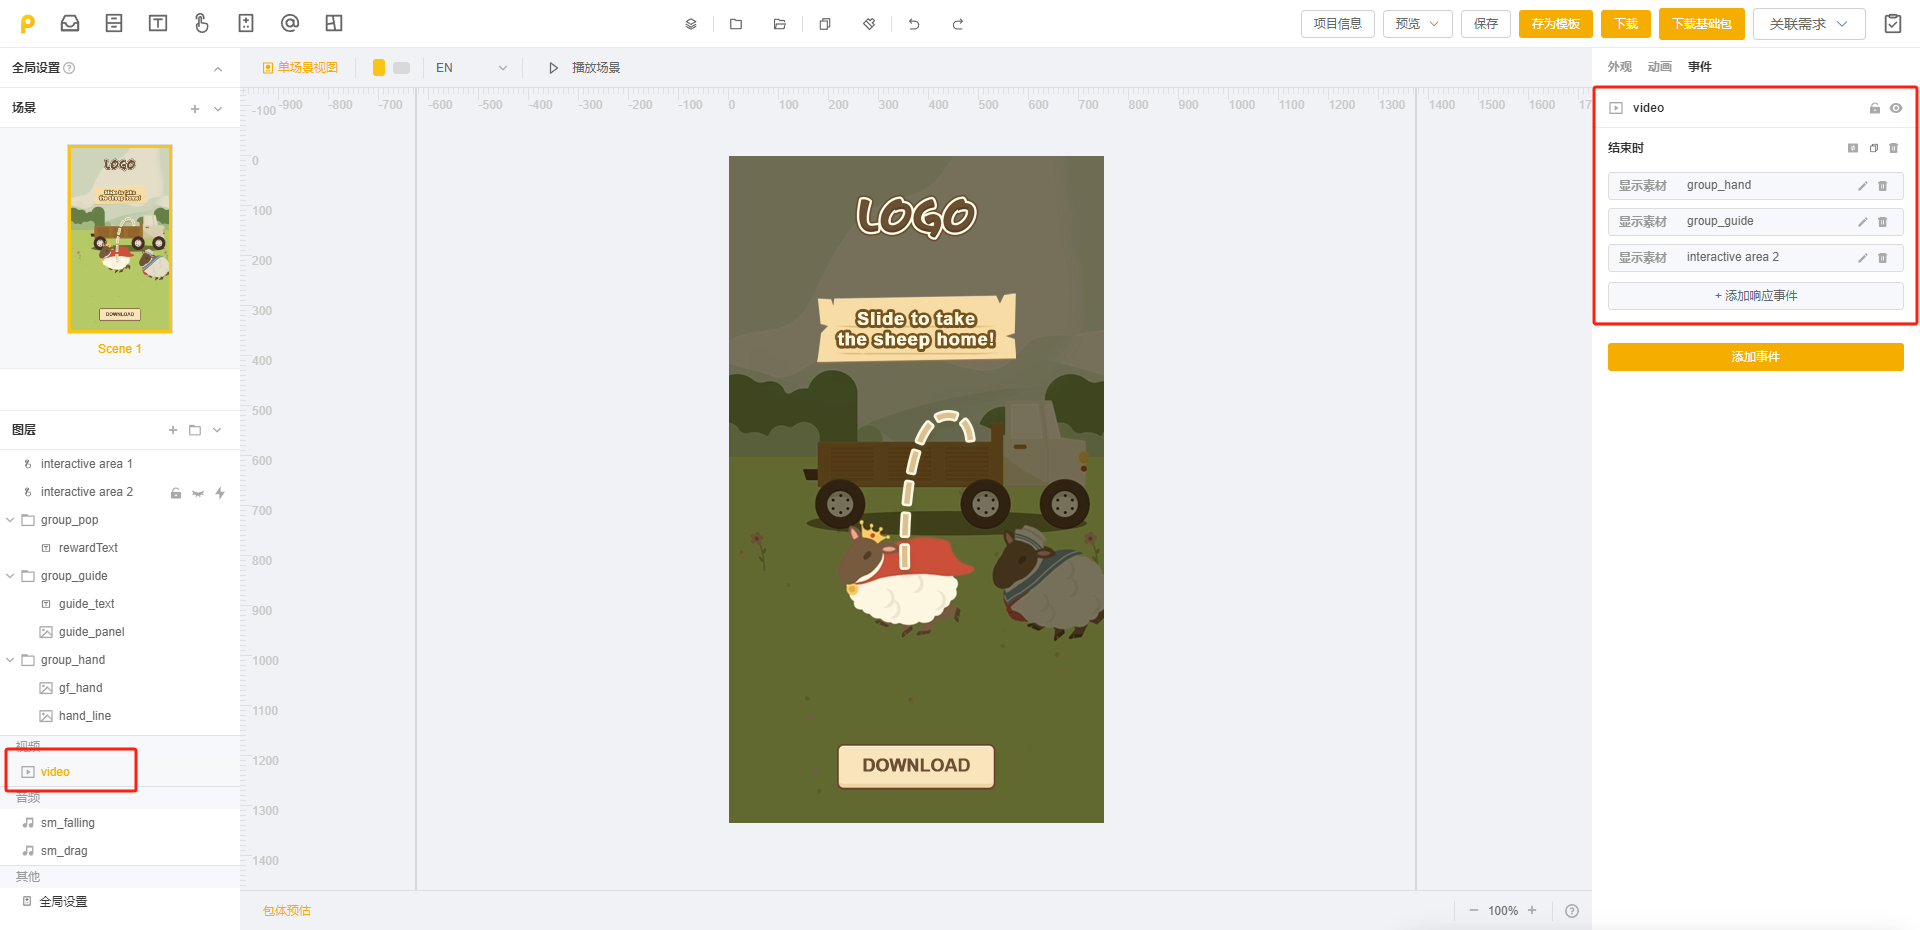 P
项目信息
预览
保存
存为模板
下载
下载基础包
关联需求
全局设置
单场景视图
EN
播放场景
外观 动画 事件
场景
-900 -800 -700 -600 -500 -400 -300 -200 -100 0 100 200 300 400 500 600 700 800 900 1000 1100 1200 1300 1400 1500 1600 17
-100
0
100
200
300
400
500
600
700
800
900
1000
1100
1200
1300
1400
LOGO
Slide to take
the sheep home!
DOWNLOAD
Scene 1
图层
interactive area 1
interactive area 2
group_pop
rewardText
group_guide
guide_text
guide_panel
group_hand
gf_hand
hand_line
视频
video
音频
sm_falling
sm_drag
其他
全局设置
LOGO
Slide to take
the sheep home!
DOWNLOAD
包体预估
100%
video
结束时
显示素材 group_hand
显示素材 group_guide
显示素材 interactive area 2
+ 添加响应事件
添加事件